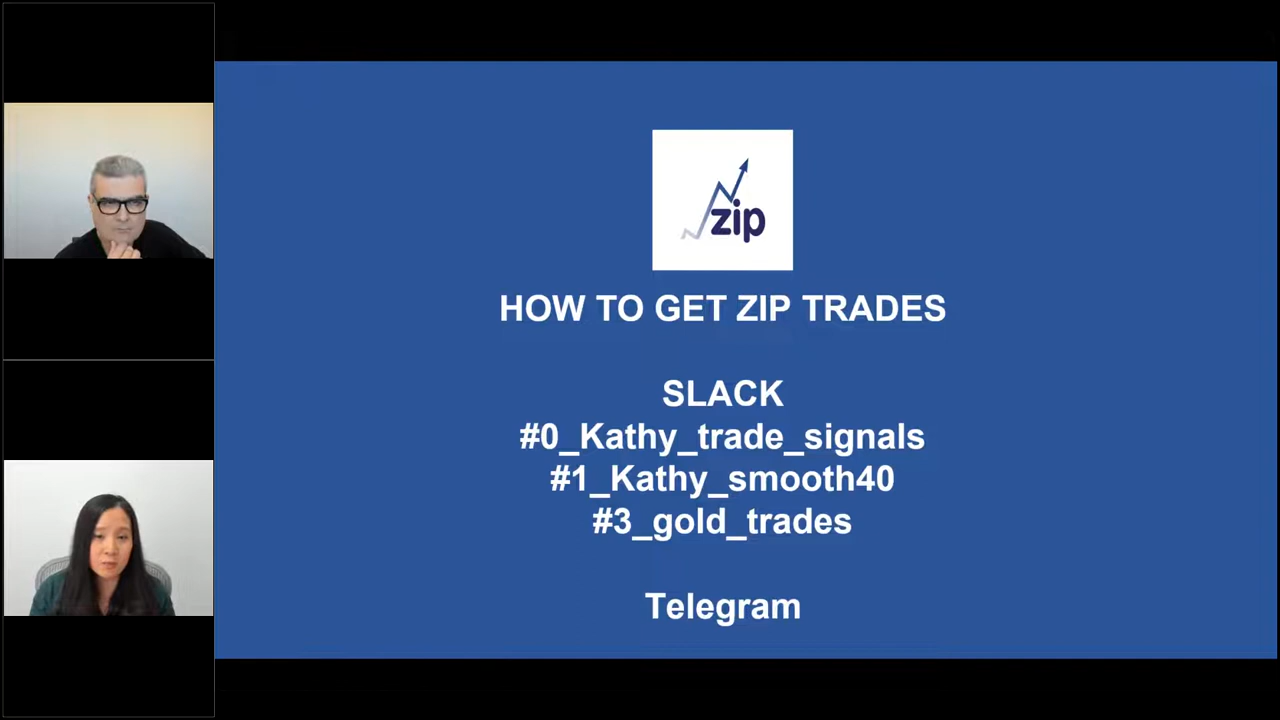 zip
HOW TO GET ZIP TRADES
SLACK
#0_Kathy_trade_signals
#1_Kathy_smooth40
#3_gold_trades
Telegram